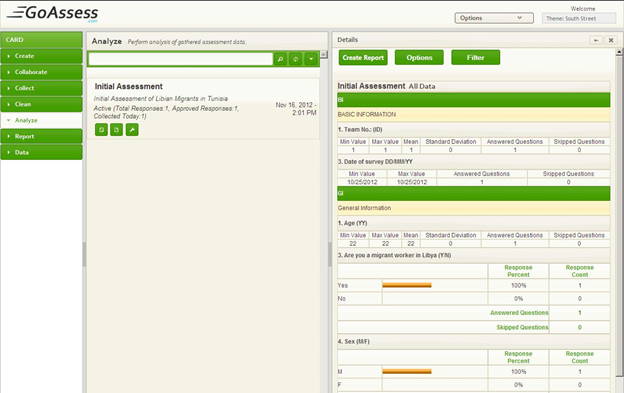 GoAssess
.com
Options
Welcome
Theme: South Street
CARD
Create
Collaborate
Collect
Clean
Analyze
Report
Data
Analyze Perform analysis of gathered assessment data.
Initial Assessment
Initial Assessment of Libian Migrants in Tunisia
Active (Total Responses:1, Approved Responses:1,
Collected Today:1)
Nov 16, 2012 -
2:01 PM
Details
Create Report Options Filter
Initial Assessment All Data
BI
BASIC INFORMATION
1. Team No.: (ID)
Min Value Max Value Mean Standard Deviation Answered Questions Skipped Questions
1 1 1 0 1 0
3. Date of survey DD/MM/YY
Min Value Max Value Answered Questions Skipped Questions
10/25/2012 10/25/2012 1 0
GI
General Information
1. Age (YY)
Min Value Max Value Mean Standard Deviation Answered Questions Skipped Questions
22 22 22 0 1 0
3. Are you a migrant worker in Libya (Y/N)
Response Percent Response Count
Yes 100% 1
No 0% 0
Answered Questions 1
Skipped Questions 0
4. Sex (M/F)
Response Percent Response Count
M 100% 1
F 0% 0